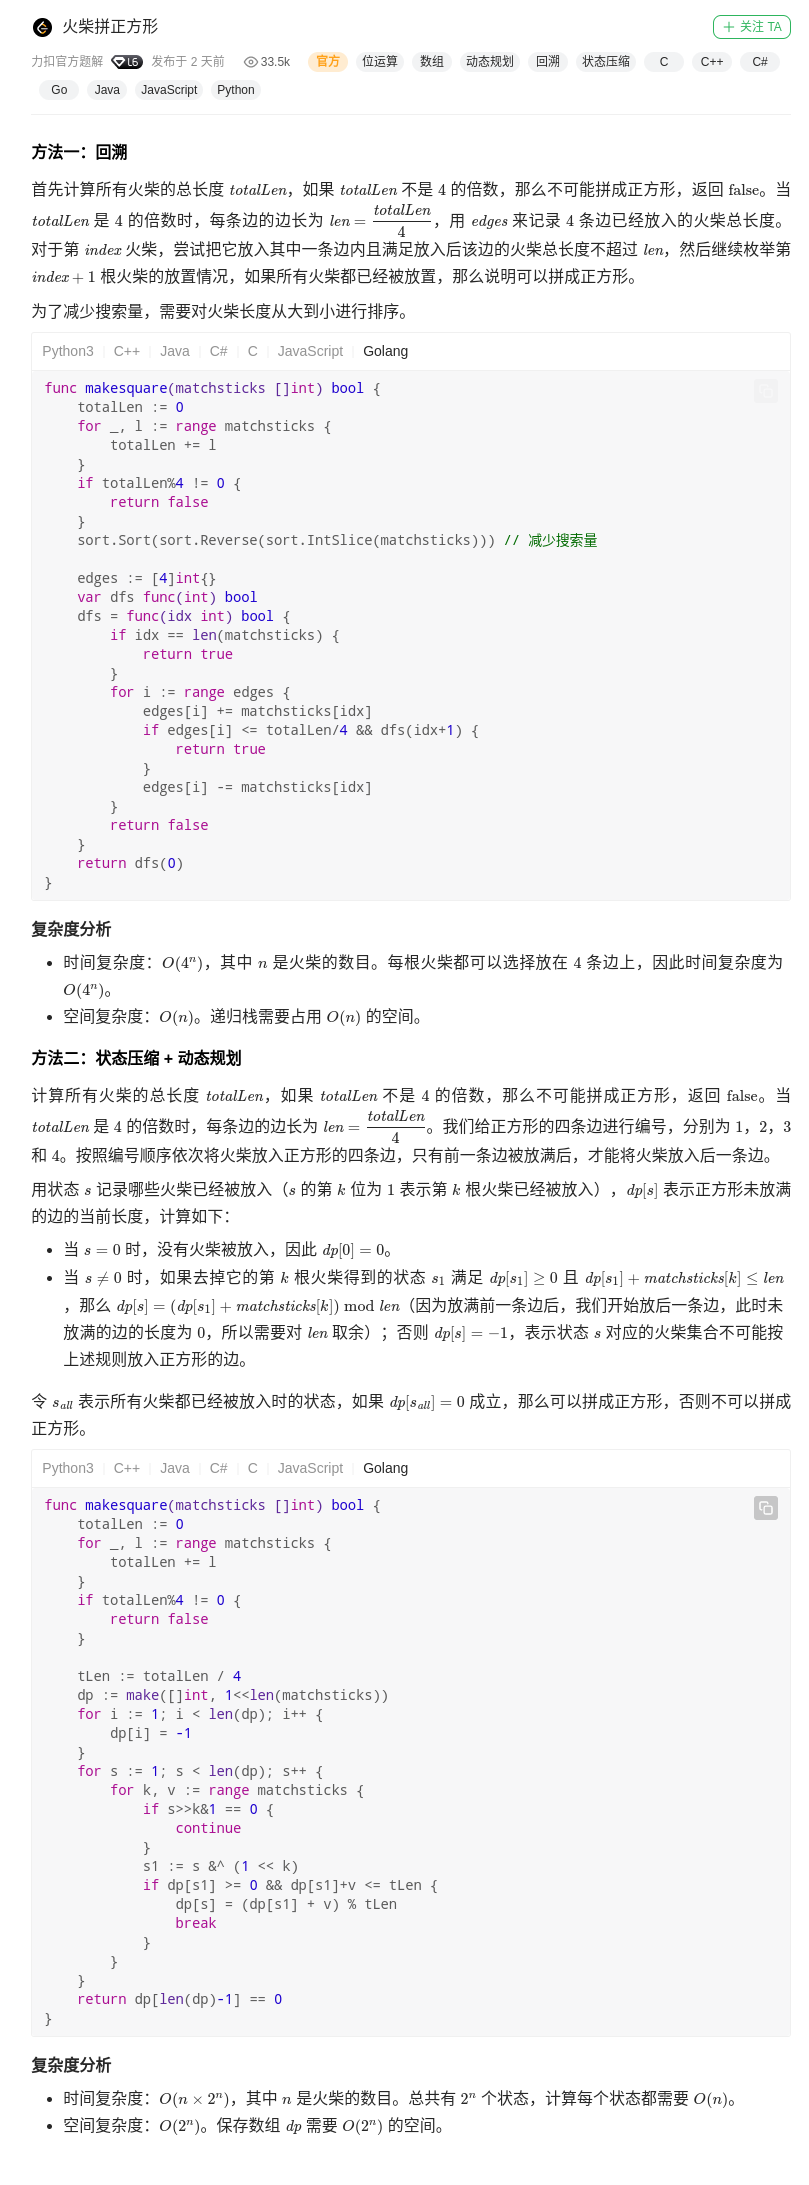 火柴拼正方形
关注 TA
力扣官方题解 L6 发布于 2 天前 33.5k 官方 位运算 数组 动态规划 回溯 状态压缩 C C++ C#
Go Java JavaScript Python
方法一：回溯
首先计算所有火柴的总长度 totalLen，如果 totalLen 不是 4 的倍数，那么不可能拼成正方形，返回 false。当
totalLen 是 4 的倍数时，每条边的边长为 len = totalLen/4，用 edges 来记录 4 条边已经放入的火柴总长度。
对于第 index 火柴，尝试把它放入其中一条边内且满足放入后该边的火柴总长度不超过 len，然后继续枚举第
index + 1 根火柴的放置情况，如果所有火柴都已经被放置，那么说明可以拼成正方形。
为了减少搜索量，需要对火柴长度从大到小进行排序。
Python3 | C++ | Java | C# | C | JavaScript | Golang
func makesquare(matchsticks []int) bool {
    totalLen := 0
    for _, l := range matchsticks {
        totalLen += l
    }
    if totalLen%4 != 0 {
        return false
    }
    sort.Sort(sort.Reverse(sort.IntSlice(matchsticks))) // 减少搜索量
    edges := [4]int{}
    var dfs func(int) bool
    dfs = func(idx int) bool {
        if idx == len(matchsticks) {
            return true
        }
        for i := range edges {
            edges[i] += matchsticks[idx]
            if edges[i] <= totalLen/4 && dfs(idx+1) {
                return true
            }
            edges[i] -= matchsticks[idx]
        }
        return false
    }
    return dfs(0)
}
复杂度分析
• 时间复杂度：O(4ⁿ)，其中 n 是火柴的数目。每根火柴都可以选择放在 4 条边上，因此时间复杂度为
O(4ⁿ)。
• 空间复杂度：O(n)。递归栈需要占用 O(n) 的空间。
方法二：状态压缩 + 动态规划
计算所有火柴的总长度 totalLen，如果 totalLen 不是 4 的倍数，那么不可能拼成正方形，返回 false。当
totalLen 是 4 的倍数时，每条边的边长为 len = totalLen/4。我们给正方形的四条边进行编号，分别为 1，2，3
和 4。按照编号顺序依次将火柴放入正方形的四条边，只有前一条边被放满后，才能将火柴放入后一条边。
用状态 s 记录哪些火柴已经被放入（s 的第 k 位为 1 表示第 k 根火柴已经被放入），dp[s] 表示正方形未放满
的边的当前长度，计算如下：
• 当 s = 0 时，没有火柴被放入，因此 dp[0] = 0。
• 当 s ≠ 0 时，如果去掉它的第 k 根火柴得到的状态 s₁ 满足 dp[s₁] ≥ 0 且 dp[s₁] + matchsticks[k] ≤ len
，那么 dp[s] = (dp[s₁] + matchsticks[k]) mod len（因为放满前一条边后，我们开始放后一条边，此时未
放满的边的长度为 0，所以需要对 len 取余）；否则 dp[s] = −1，表示状态 s 对应的火柴集合不可能按
上述规则放入正方形的边。
令 s_all 表示所有火柴都已经被放入时的状态，如果 dp[s_all] = 0 成立，那么可以拼成正方形，否则不可以拼成
正方形。
Python3 | C++ | Java | C# | C | JavaScript | Golang
func makesquare(matchsticks []int) bool {
    totalLen := 0
    for _, l := range matchsticks {
        totalLen += l
    }
    if totalLen%4 != 0 {
        return false
    }
    tLen := totalLen / 4
    dp := make([]int, 1<<len(matchsticks))
    for i := 1; i < len(dp); i++ {
        dp[i] = -1
    }
    for s := 1; s < len(dp); s++ {
        for k, v := range matchsticks {
            if s>>k&1 == 0 {
                continue
            }
            s1 := s &^ (1 << k)
            if dp[s1] >= 0 && dp[s1]+v <= tLen {
                dp[s] = (dp[s1] + v) % tLen
                break
            }
        }
    }
    return dp[len(dp)-1] == 0
}
复杂度分析
• 时间复杂度：O(n × 2ⁿ)，其中 n 是火柴的数目。总共有 2ⁿ 个状态，计算每个状态都需要 O(n)。
• 空间复杂度：O(2ⁿ)。保存数组 dp 需要 O(2ⁿ) 的空间。